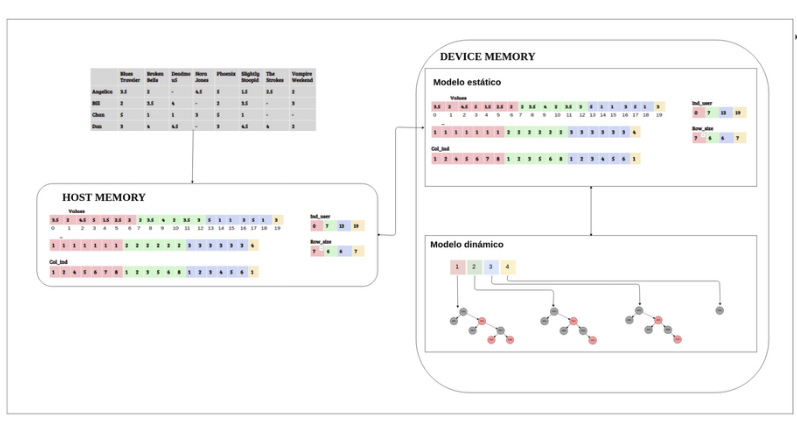 DEVICE MEMORY
Blues Traveler Broken Bells Deadmo u5 Nora Jones Phoenix Slightly Stoopid The Strokes Vampire Weekend
Angelica 3.5 2 - 4.5 5 1.5 2.5 2
Bill 2 3.5 4 - 2 3.5 - 3
Chan 5 1 1 3 5 1 - -
Dan 3 4 4.5 - 3 4.5 4 2
Modelo estático
Values
3.5 2 4.5 5 1.5 2.5 2 2 3.5 4 2 3.5 3 5 1 1 3 5 1 3
0 1 2 3 4 5 6 7 8 9 10 11 12 13 14 15 16 17 18 19
1 1 1 1 1 1 1 2 2 2 2 2 2 3 3 3 3 3 3 4
Col_Ind
1 2 4 5 6 7 8 1 2 3 5 6 8 1 2 3 4 5 6 1
Ind_user
0 7 13 19
Row_size
7 6 6 7
HOST MEMORY
Values
3.5 2 4.5 5 1.5 2.5 2 2 3.5 4 2 3.5 3 5 1 1 3 5 1 3
0 1 2 3 4 5 6 7 8 9 10 11 12 13 14 15 16 17 18 19
1 1 1 1 1 1 1 2 2 2 2 2 2 3 3 3 3 3 3 4
Col_Ind
1 2 4 5 6 7 8 1 2 3 5 6 8 1 2 3 4 5 6 1
Ind_user
0 7 13 19
Row_size
7 6 6 7
Modelo dinámico
1 2 3 4